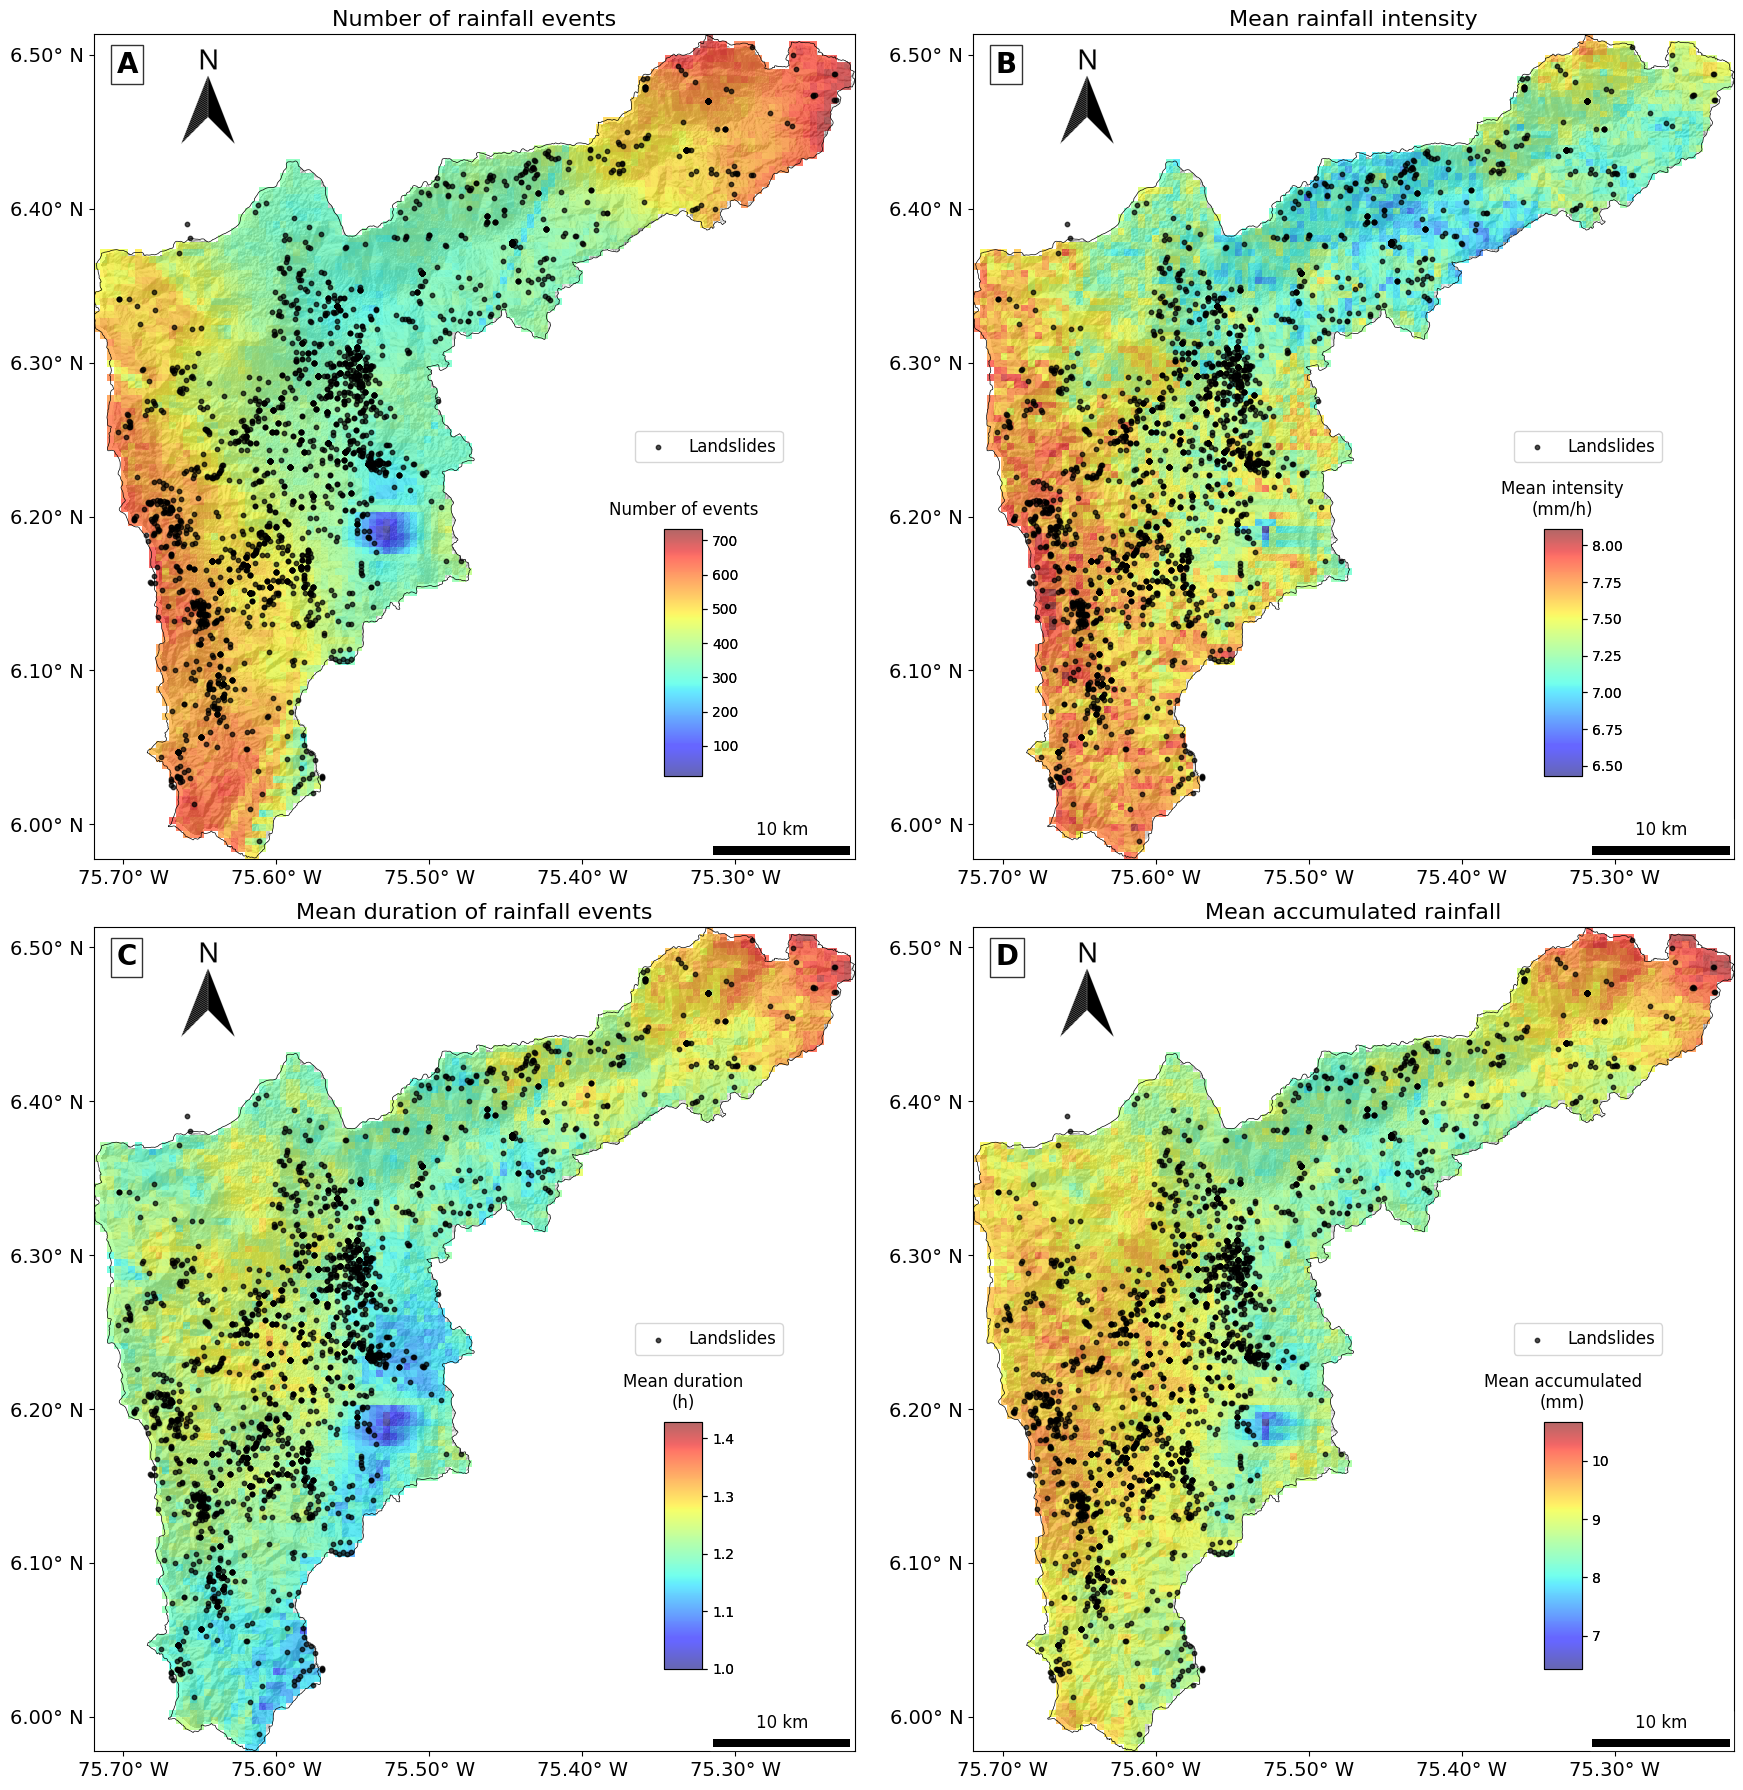 Number of rainfall events
A
N
6.50° N
6.40° N
6.30° N
6.20° N
6.10° N
6.00° N
Landslides
Number of events
700
600
500
400
300
200
100
10 km
75.70° W 75.60° W 75.50° W 75.40° W 75.30° W
Mean rainfall intensity
B
N
6.50° N
6.40° N
6.30° N
6.20° N
6.10° N
6.00° N
Landslides
Mean intensity
(mm/h)
8.00
7.75
7.50
7.25
7.00
6.75
6.50
10 km
75.70° W 75.60° W 75.50° W 75.40° W 75.30° W
Mean duration of rainfall events
C
N
6.50° N
6.40° N
6.30° N
6.20° N
6.10° N
6.00° N
Landslides
Mean duration
(h)
1.4
1.3
1.2
1.1
1.0
10 km
75.70° W 75.60° W 75.50° W 75.40° W 75.30° W
Mean accumulated rainfall
D
N
6.50° N
6.40° N
6.30° N
6.20° N
6.10° N
6.00° N
Landslides
Mean accumulated
(mm)
10
9
8
7
10 km
75.70° W 75.60° W 75.50° W 75.40° W 75.30° W